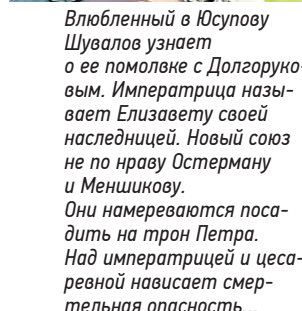 Влюбленный в Юсупову
Шувалов узнает
о ее помолвке с Долгоруко-
вым. Императрица назы-
вает Елизавету своей
наследницей. Новый союз
не по нраву Остерману
и Меншикову.
Они намереваются поса-
дить на трон Петра.
Над императрицей и цеса-
ревной нависает смер-
тельная опасность...